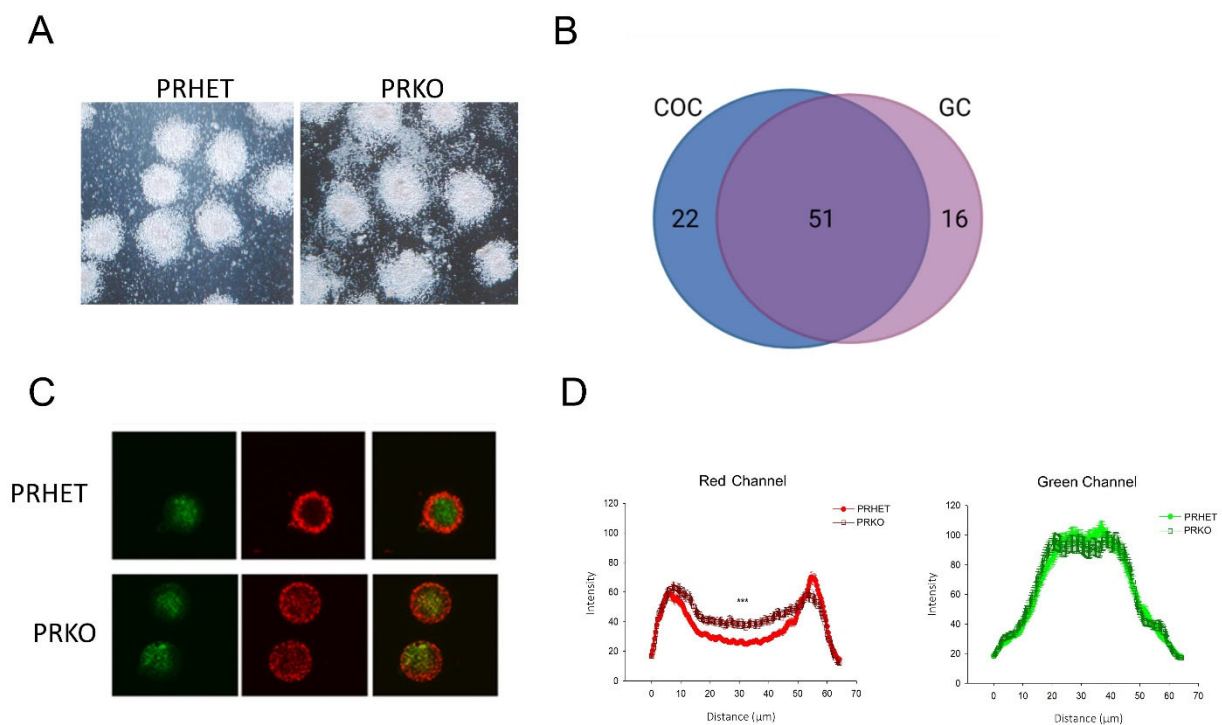 A
PRHET PRKO
B
COC GC
22 51 16
C
PRHET
PRKO
D
Red Channel
PRHET
PRKO
***
Intensity
120
100
80
60
40
20
0
0 10 20 30 40 50 60 70
Distance (µm)
Green Channel
PRHET
PRKO
Intensity
120
100
80
60
40
20
0
0 10 20 30 40 50 60 70
Distance (µm)